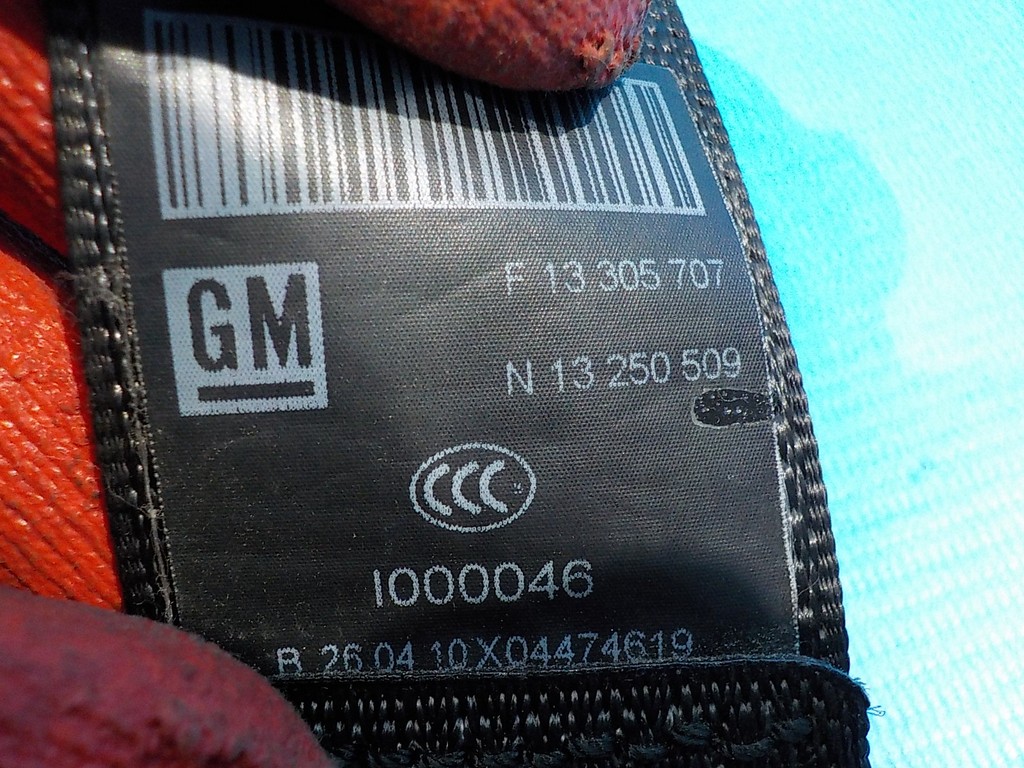 F 13 305 707
GM
N 13 250 509
CCC
I000046
B 26 04 10X04474619